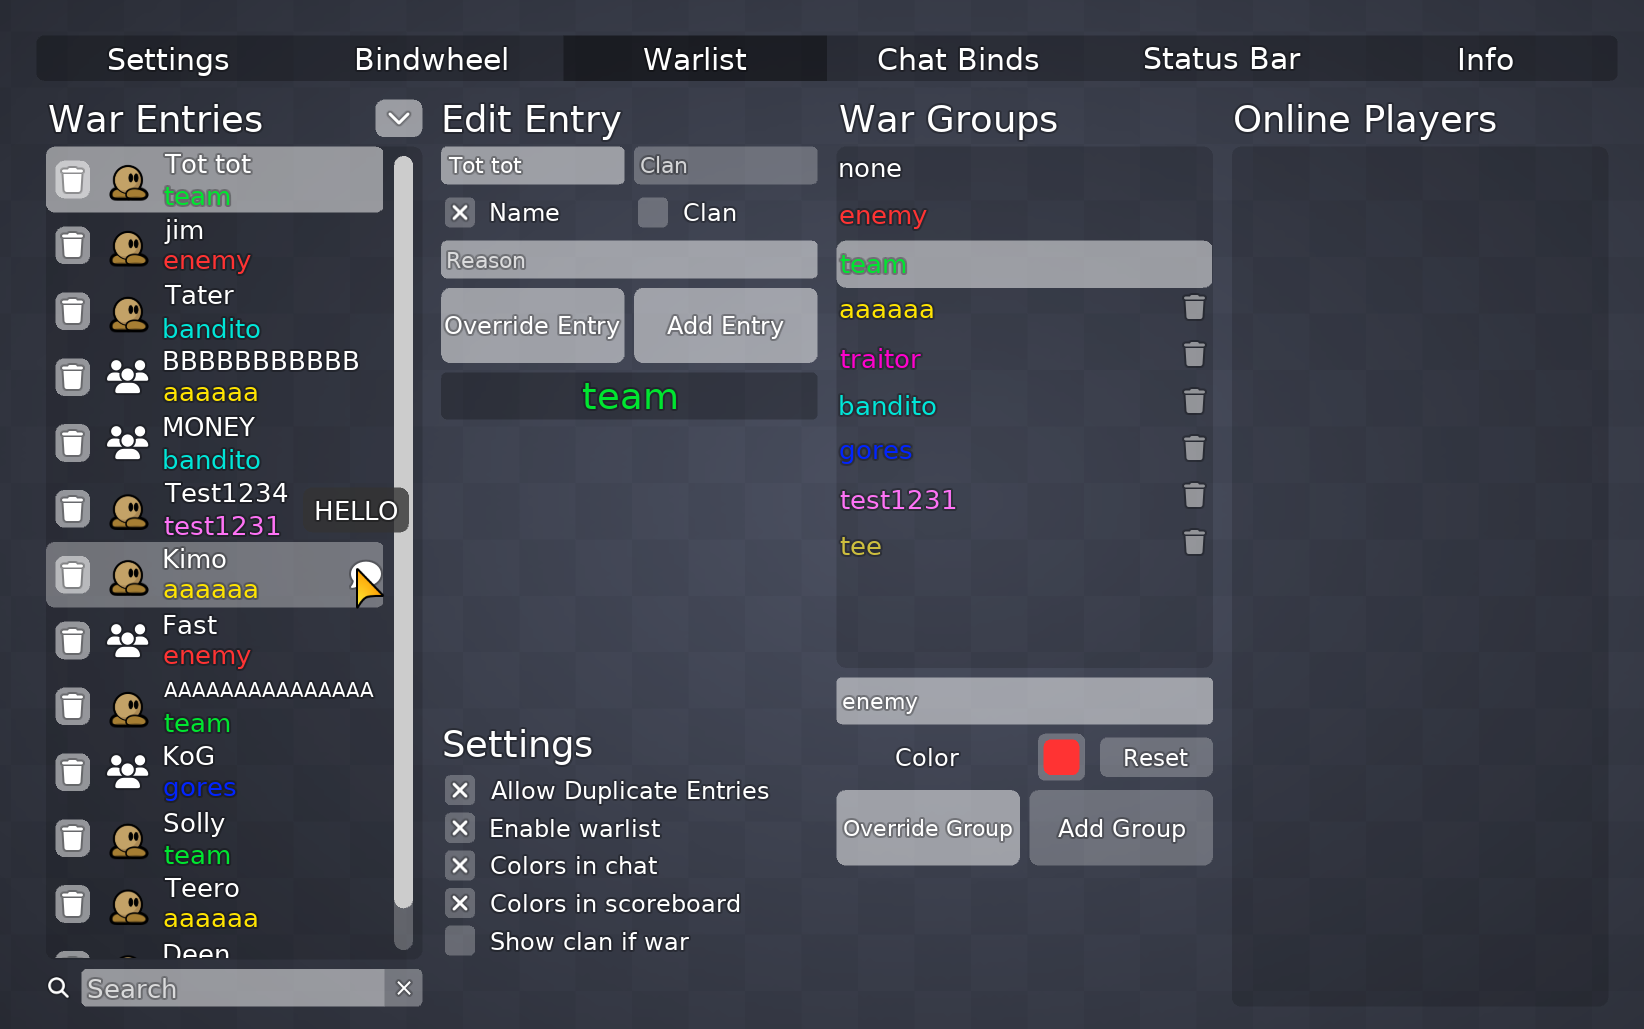 Settings
Bindwheel
Warlist
Chat Binds
Status Bar
Info
War Entries
Tot tot
team
jim
enemy
Tater
bandito
BBBBBBBBBBB
aaaaaa
MONEY
bandito
Test1234
test1231
HELLO
Kimo
aaaaaa
Fast
enemy
AAAAAAAAAAAAAAA
team
KoG
gores
Solly
team
Teero
aaaaaa
Deen
Search
Edit Entry
Tot tot
Clan
Name
Clan
Reason
Override Entry
Add Entry
team
Settings
Allow Duplicate Entries
Enable warlist
Colors in chat
Colors in scoreboard
Show clan if war
War Groups
none
enemy
team
aaaaaa
traitor
bandito
gores
test1231
tee
enemy
Color
Reset
Override Group
Add Group
Online Players